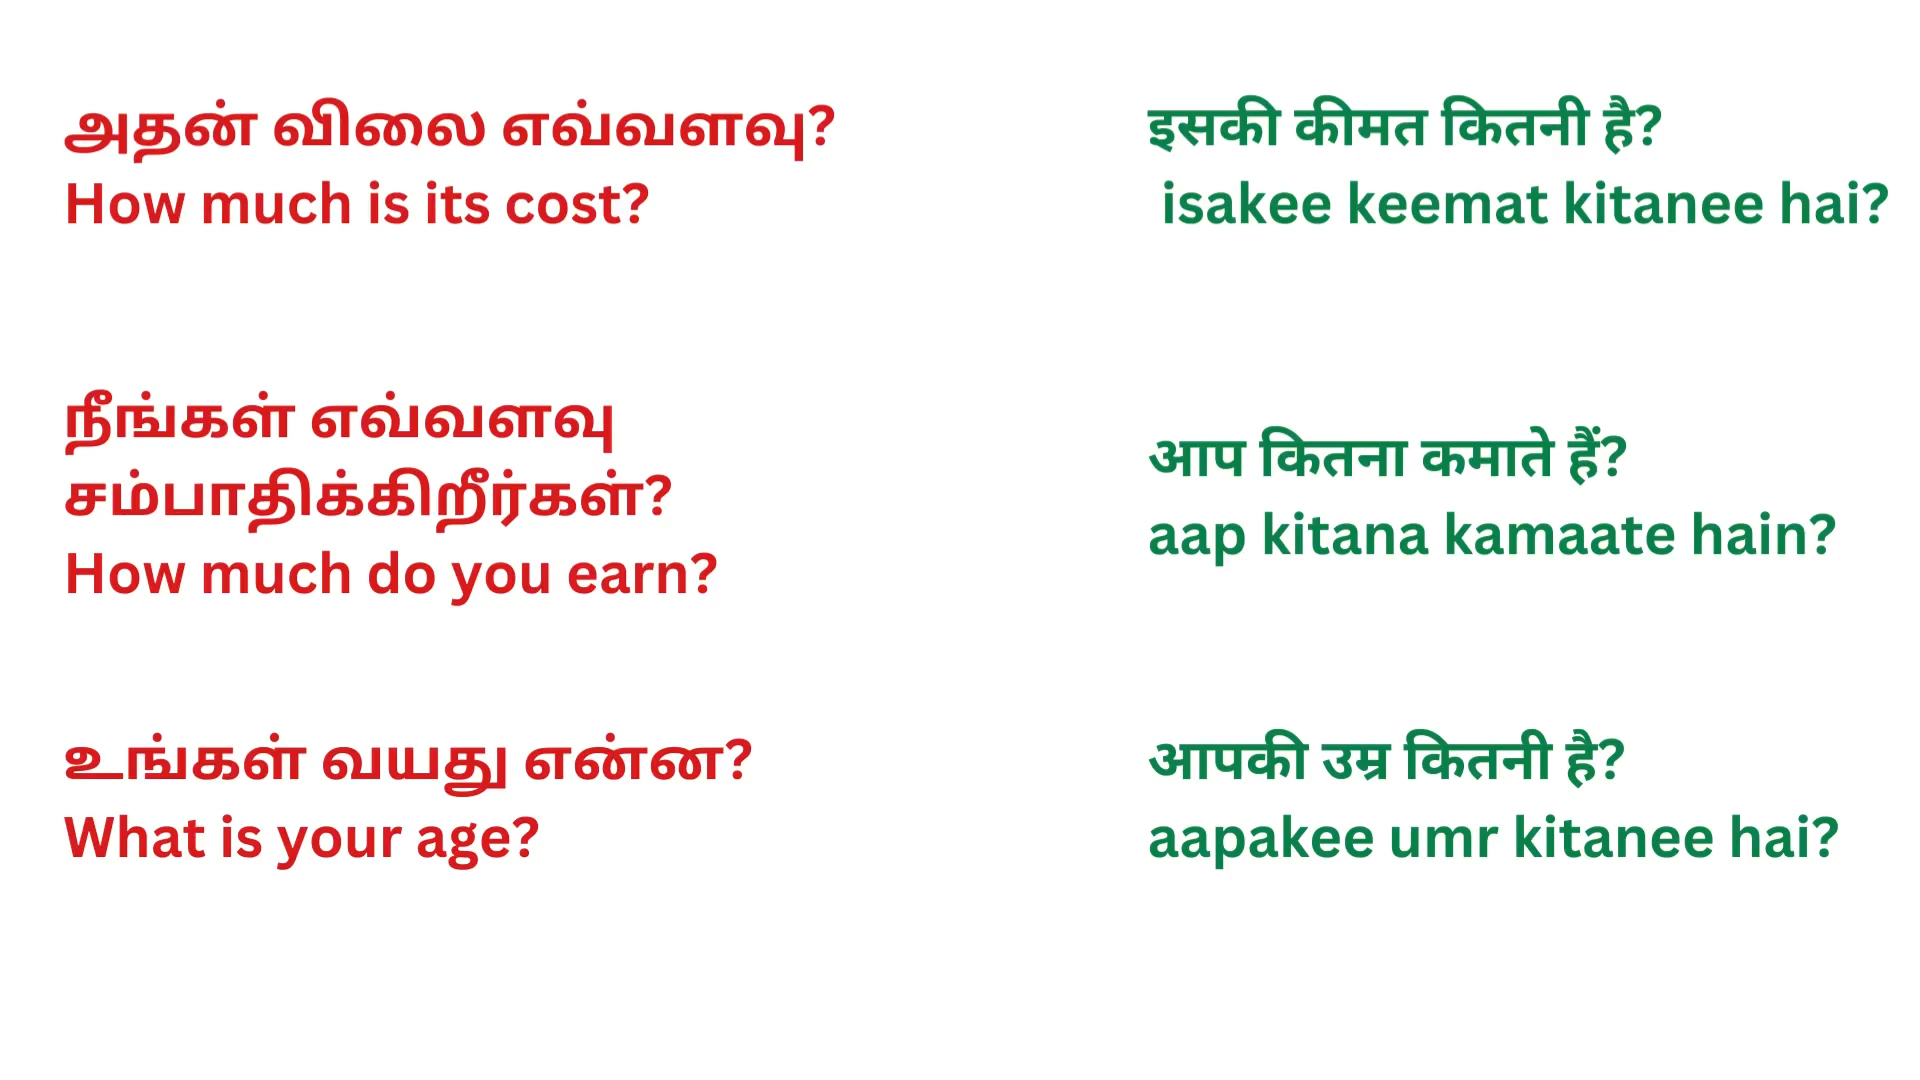 அதன் விலை எவ்வளவு?
How much is its cost?
इसकी कीमत कितनी है?
isakee keemat kitanee hai?
நீங்கள் எவ்வளவு
சம்பாதிக்கிறீர்கள்?
How much do you earn?
आप कितना कमाते हैं?
aap kitana kamaate hain?
உங்கள் வயது என்ன?
What is your age?
आपकी उम्र कितनी है?
aapakee umr kitanee hai?